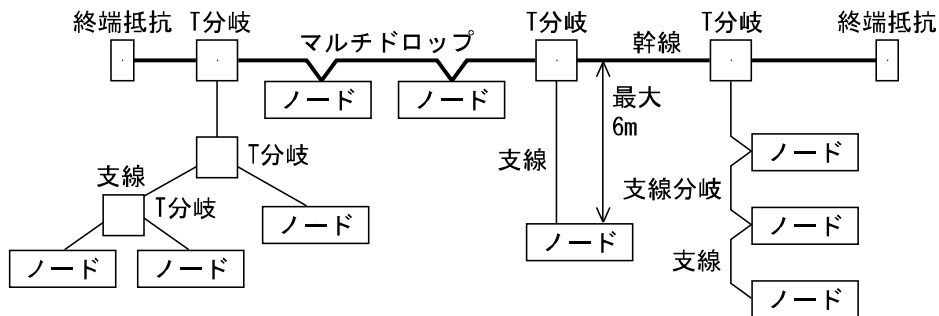 終端抵抗
T分岐
マルチドロップ
T分岐
幹線
T分岐
終端抵抗
ノード
ノード
最大
6m
T分岐
支線
ノード
支線
T分岐
支線分岐
ノード
ノード
ノード
ノード
支線
ノード
ノード
ノード